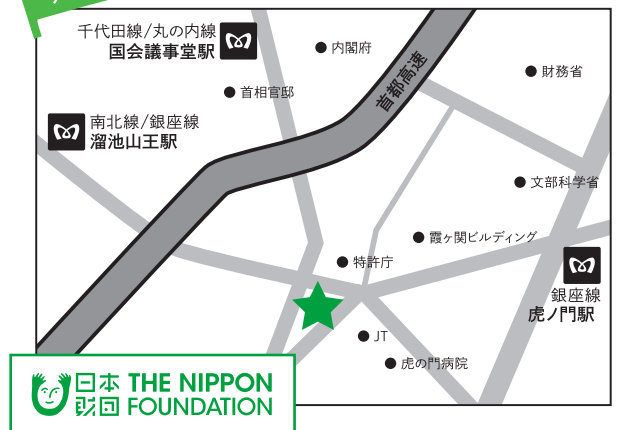 千代田線/丸の内線
国会議事堂駅
内閣府
首都高速
財務省
首相官邸
南北線/銀座線
溜池山王駅
文部科学省
霞ヶ関ビルディング
特許庁
銀座線
虎ノ門駅
JT
虎の門病院
日本
財団
THE NIPPON
FOUNDATION